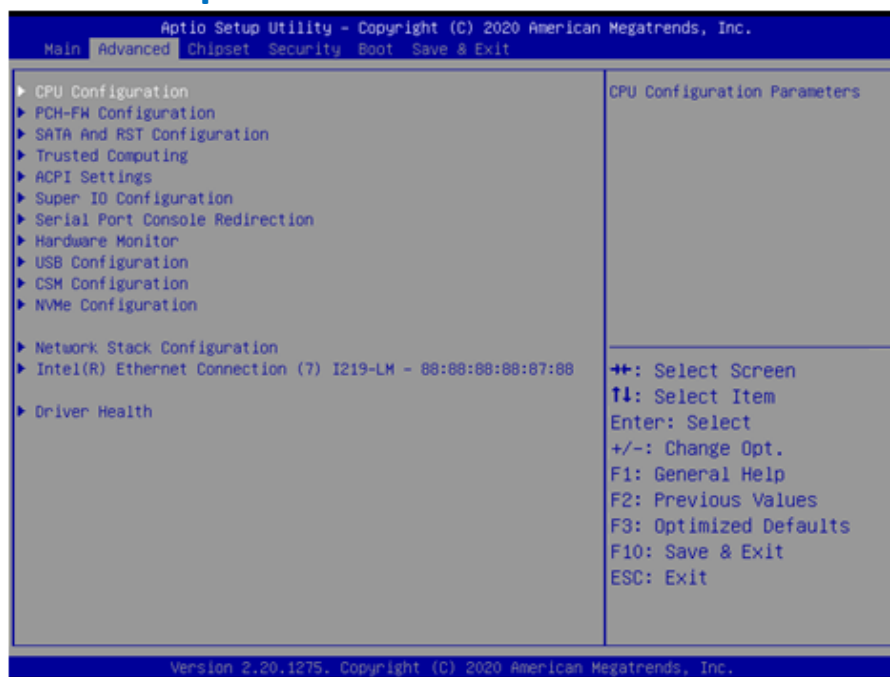 Aptio Setup Utility - Copyright (C) 2020 American Megatrends, Inc.
Main Advanced Chipset Security Boot Save & Exit
CPU Configuration
PCH-FW Configuration
SATA And RST Configuration
Trusted Computing
ACPI Settings
Super IO Configuration
Serial Port Console Redirection
Hardware Monitor
USB Configuration
CSM Configuration
NVMe Configuration
Network Stack Configuration
Intel(R) Ethernet Connection (7) I219-LM - 88:88:88:88:87:88
Driver Health
CPU Configuration Parameters
→←: Select Screen
↑↓: Select Item
Enter: Select
+/-: Change Opt.
F1: General Help
F2: Previous Values
F3: Optimized Defaults
F10: Save & Exit
ESC: Exit
Version 2.20.1275. Copyright (C) 2020 American Megatrends, Inc.